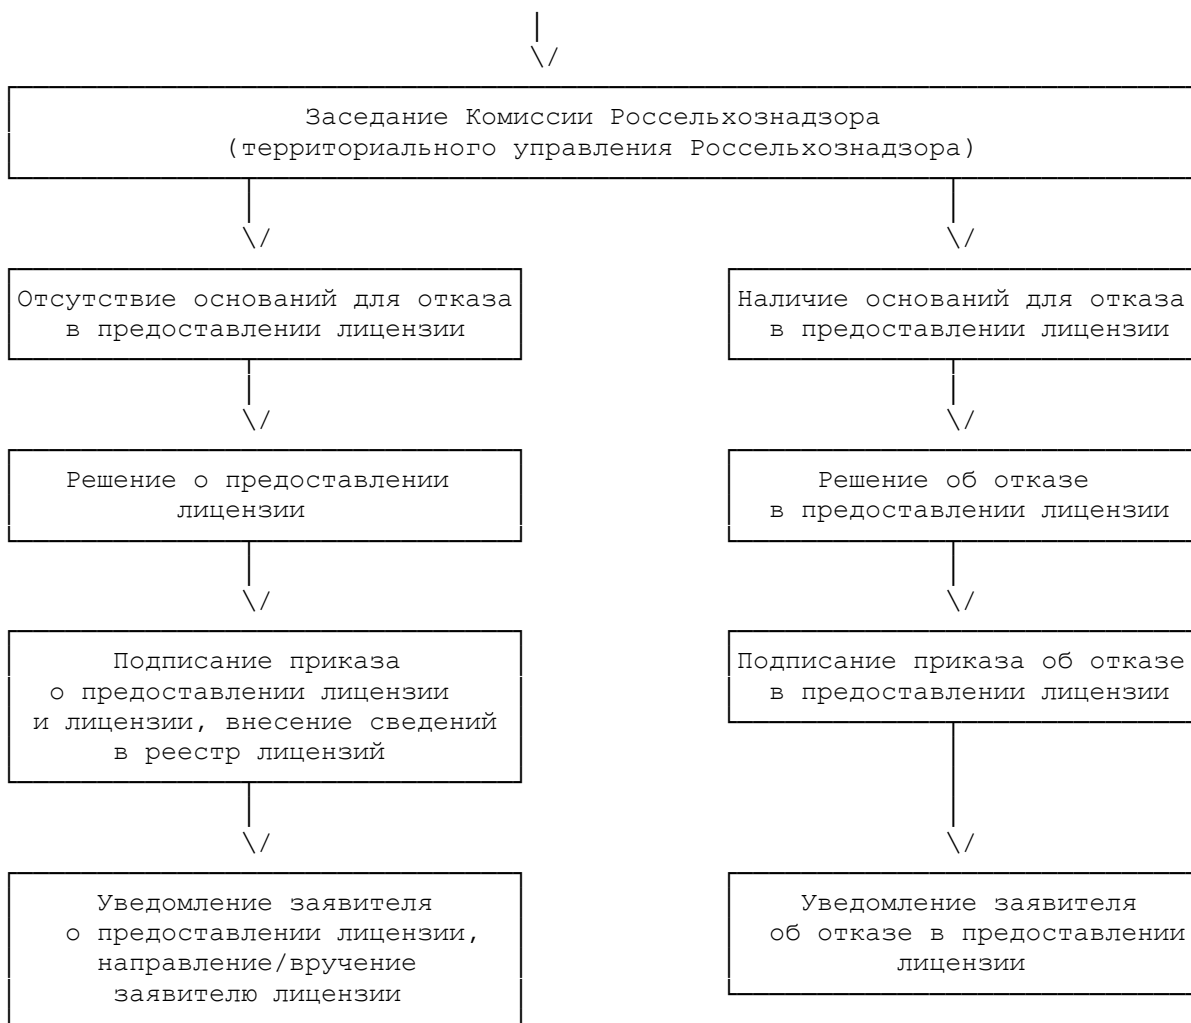 Заседание Комиссии Россельхознадзора
(территориального управления Россельхознадзора)
Отсутствие оснований для отказа
в предоставлении лицензии
Наличие оснований для отказа
в предоставлении лицензии
Решение о предоставлении
лицензии
Решение об отказе
в предоставлении лицензии
Подписание приказа
о предоставлении лицензии
и лицензии, внесение сведений
в реестр лицензий
Подписание приказа об отказе
в предоставлении лицензии
Уведомление заявителя
о предоставлении лицензии,
направление/вручение
заявителю лицензии
Уведомление заявителя
об отказе в предоставлении
лицензии